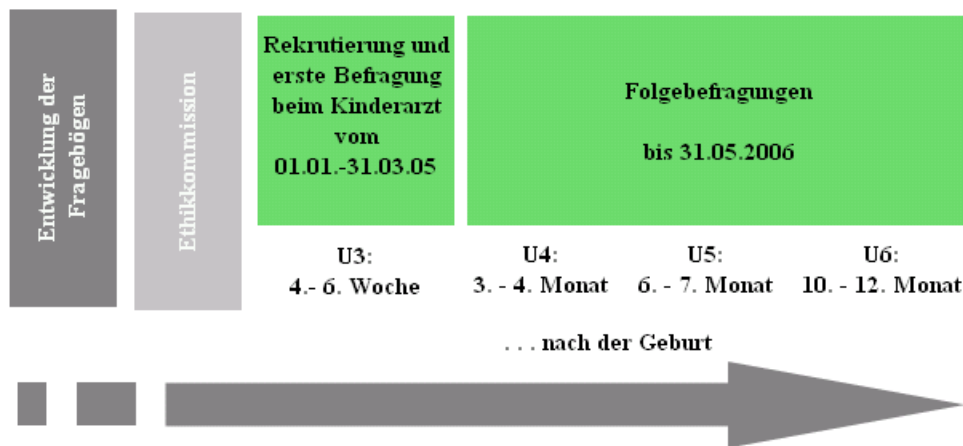 Entwicklung der
Fragebögen
Ethikkommission
Rekrutierung und
erste Befragung
beim Kinderarzt
vom
01.01.-31.03.05
Folgebefragungen
bis 31.05.2006
U3:
4.- 6. Woche
U4:
3. - 4. Monat
U5:
6. - 7. Monat
U6:
10. - 12. Monat
. . . nach der Geburt